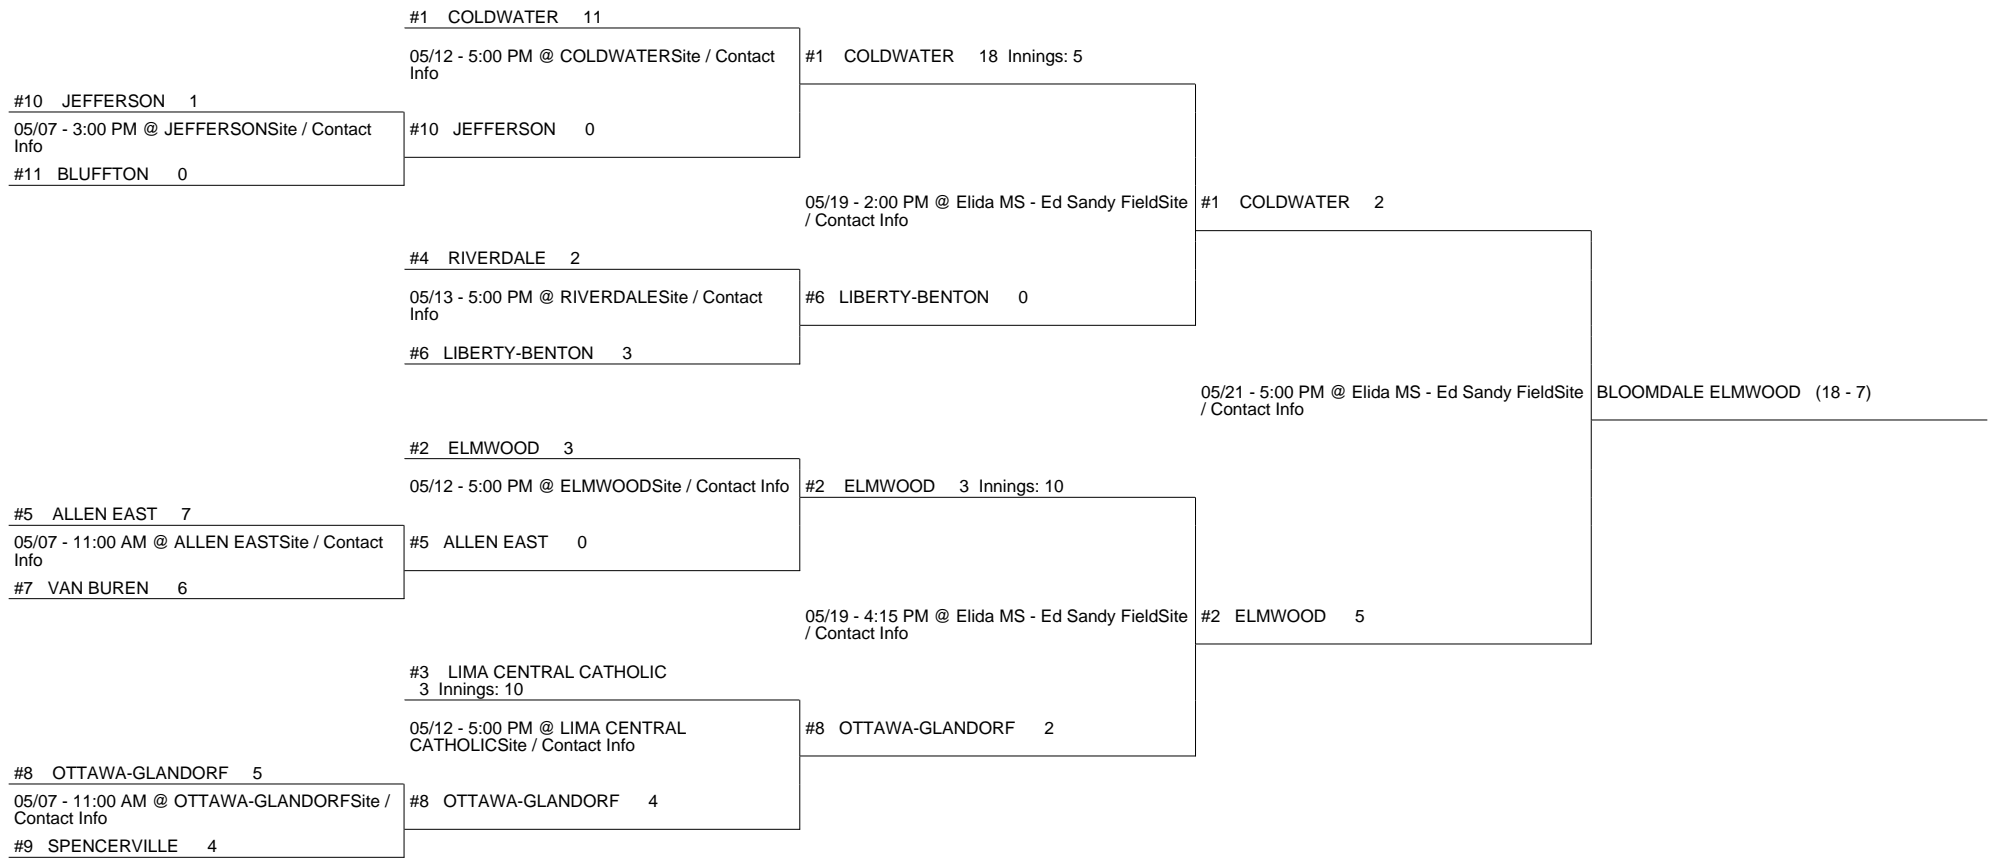 #10 JEFFERSON 1
05/07 - 3:00 PM @ JEFFERSONSite / Contact
Info
#11 BLUFFTON 0
#5 ALLEN EAST 7
05/07 - 11:00 AM @ ALLEN EASTSite / Contact
Info
#7 VAN BUREN 6
#8 OTTAWA-GLANDORF 5
05/07 - 11:00 AM @ OTTAWA-GLANDORFSite /
Contact Info
#9 SPENCERVILLE 4
#1 COLDWATER 11
05/12 - 5:00 PM @ COLDWATERSite / Contact
Info
#10 JEFFERSON 0
#4 RIVERDALE 2
05/13 - 5:00 PM @ RIVERDALESite / Contact
Info
#6 LIBERTY-BENTON 3
#2 ELMWOOD 3
05/12 - 5:00 PM @ ELMWOODSite / Contact Info
#5 ALLEN EAST 0
#3 LIMA CENTRAL CATHOLIC
3 Innings: 10
05/12 - 5:00 PM @ LIMA CENTRAL
CATHOLICSite / Contact Info
#8 OTTAWA-GLANDORF 4
#1 COLDWATER 18 Innings: 5
05/19 - 2:00 PM @ Elida MS - Ed Sandy FieldSite
/ Contact Info
#6 LIBERTY-BENTON 0
#2 ELMWOOD 3 Innings: 10
05/19 - 4:15 PM @ Elida MS - Ed Sandy FieldSite
/ Contact Info
#8 OTTAWA-GLANDORF 2
#1 COLDWATER 2
05/21 - 5:00 PM @ Elida MS - Ed Sandy FieldSite
/ Contact Info
#2 ELMWOOD 5
BLOOMDALE ELMWOOD (18 - 7)